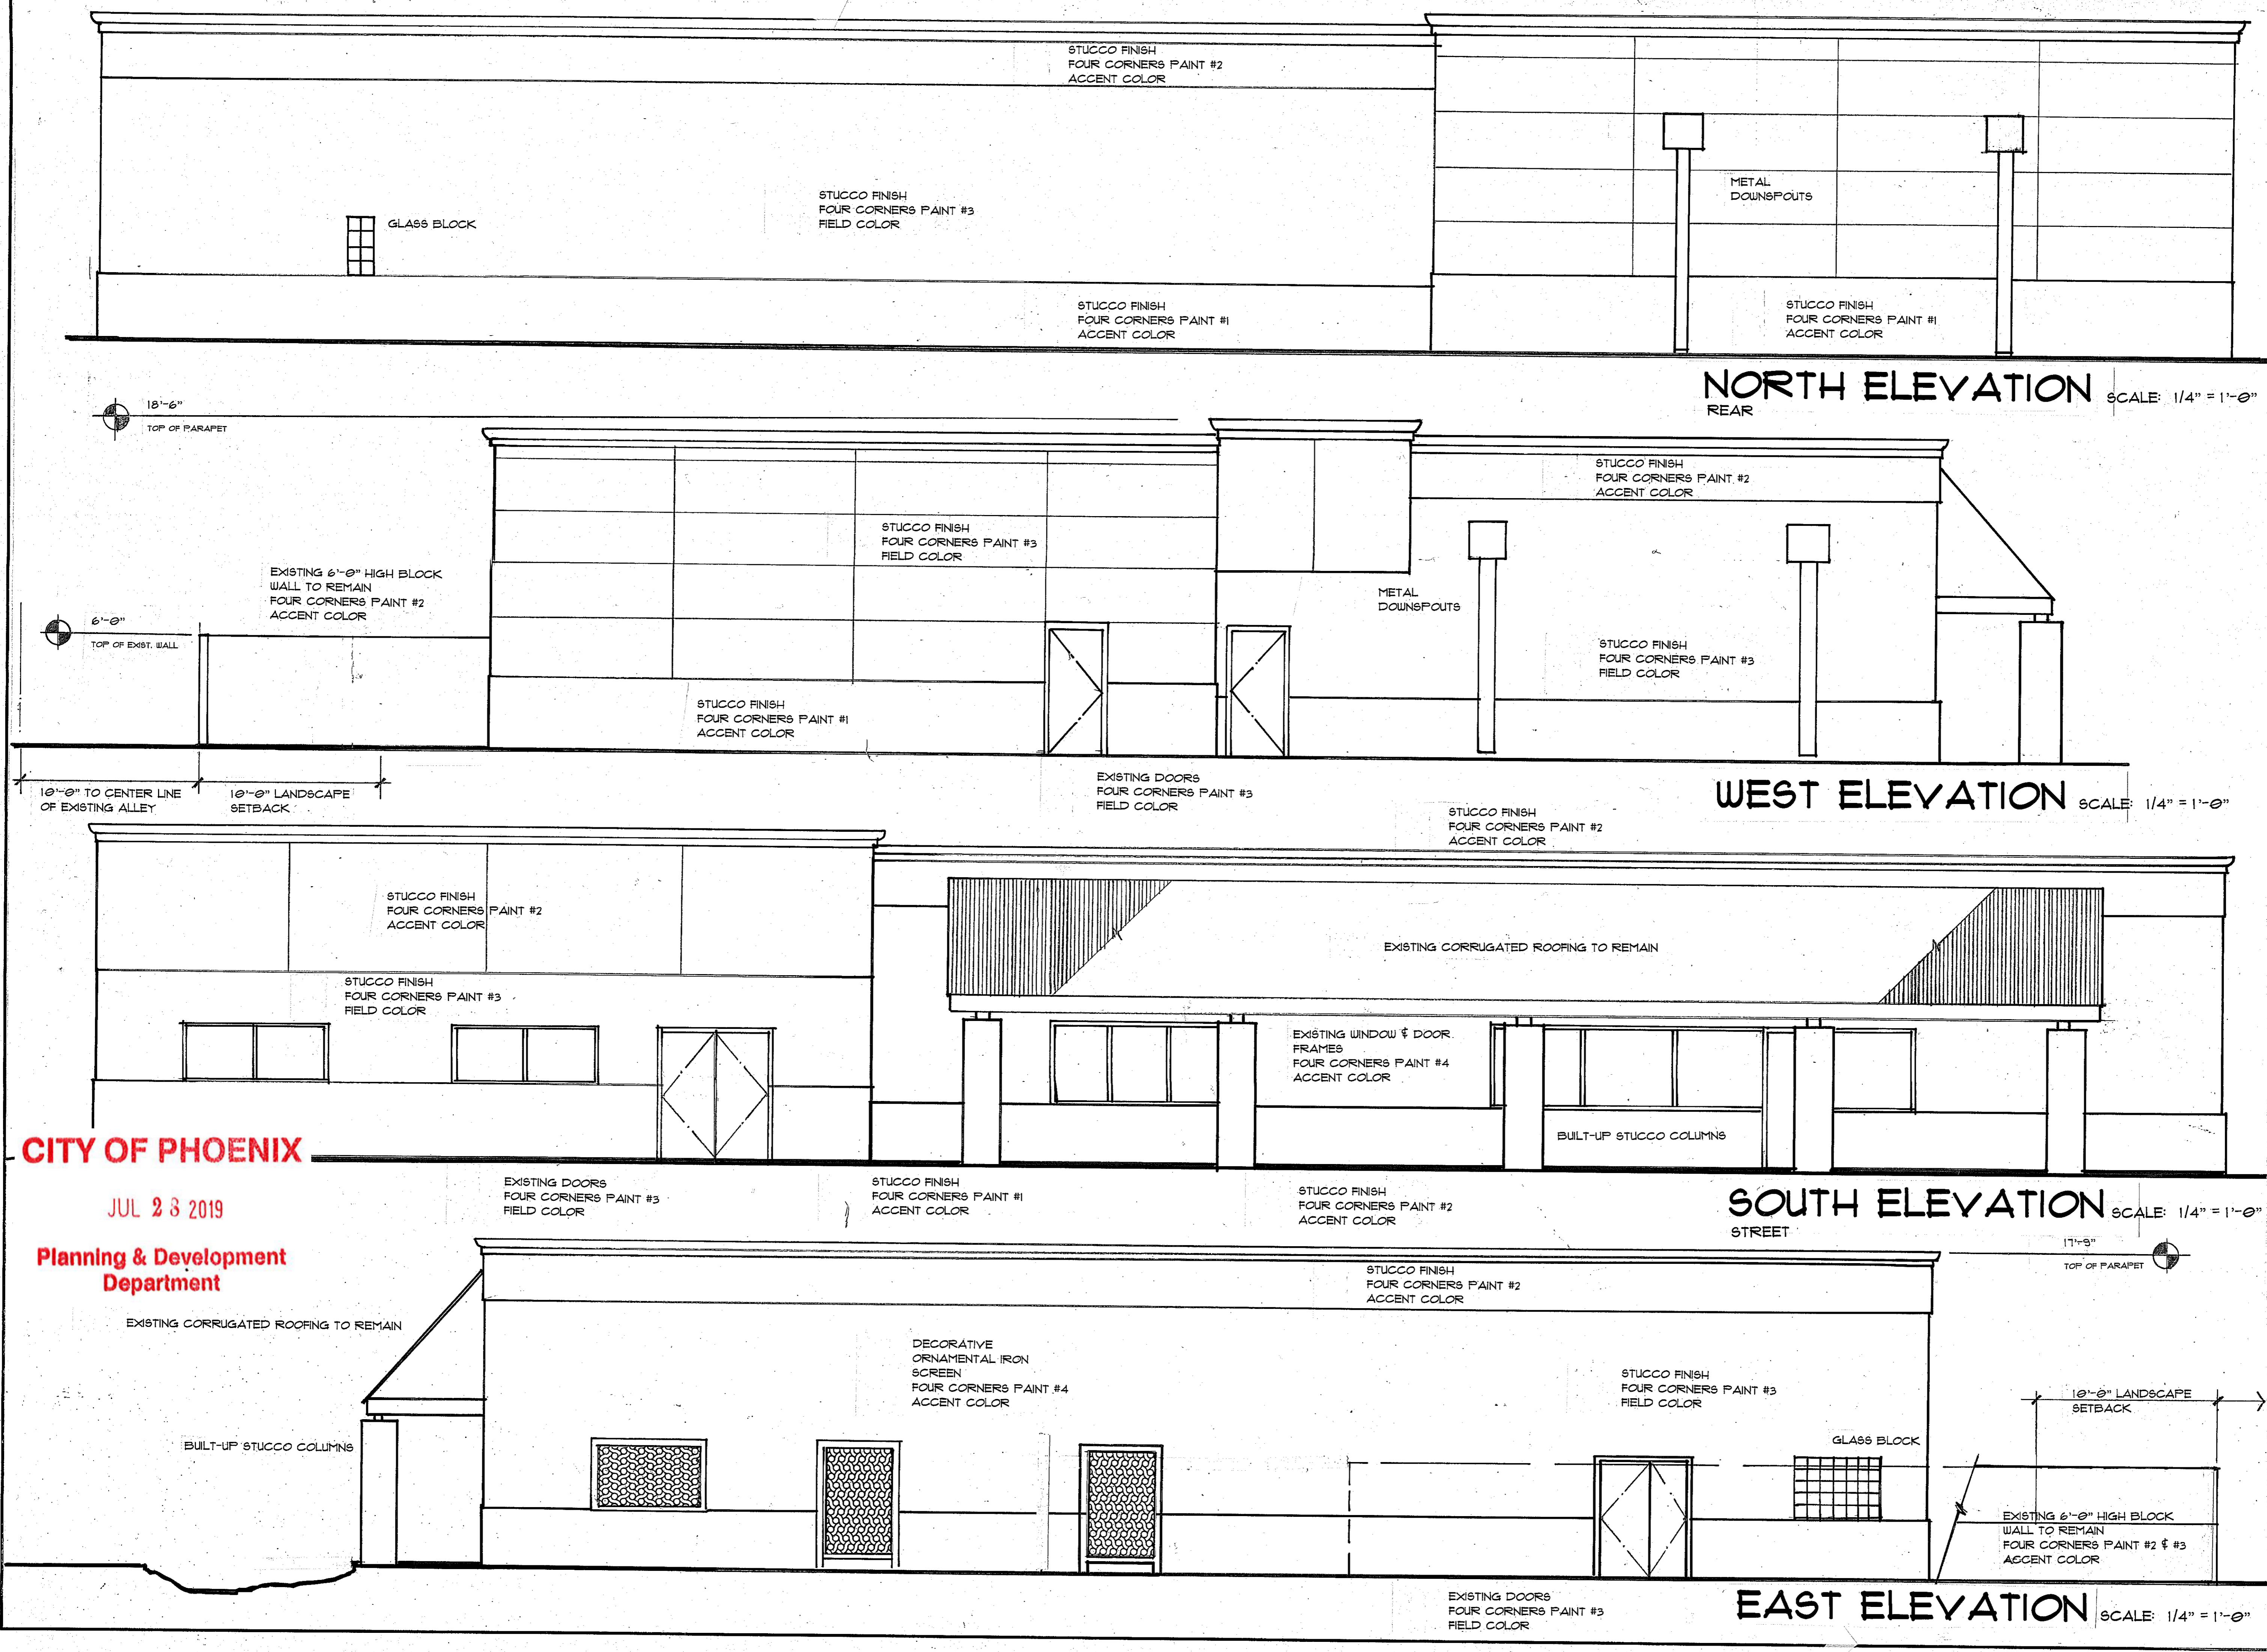 STUCCO FINISH
FOUR CORNERS PAINT #2
ACCENT COLOR
STUCCO FINISH
FOUR CORNERS PAINT #3
FIELD COLOR
METAL
DOWNSPOUTS
GLASS BLOCK
STUCCO FINISH
FOUR CORNERS PAINT #1
ACCENT COLOR
STUCCO FINISH
FOUR CORNERS PAINT #1
ACCENT COLOR
NORTH ELEVATION SCALE: 1/4" = 1'-0"
REAR
18'-6"
TOP OF PARAPET
STUCCO FINISH
FOUR CORNERS PAINT #2
ACCENT COLOR
STUCCO FINISH
FOUR CORNERS PAINT #3
FIELD COLOR
EXISTING 6'-0" HIGH BLOCK
WALL TO REMAIN
FOUR CORNERS PAINT #2
ACCENT COLOR
METAL
DOWNSPOUTS
6'-0"
TOP OF EXIST. WALL
STUCCO FINISH
FOUR CORNERS PAINT #3
FIELD COLOR
STUCCO FINISH
FOUR CORNERS PAINT #1
ACCENT COLOR
10'-0" TO CENTER LINE
OF EXISTING ALLEY
10'-0" LANDSCAPE
SETBACK
EXISTING DOORS
FOUR CORNERS PAINT #3
FIELD COLOR
WEST ELEVATION SCALE: 1/4" = 1'-0"
STUCCO FINISH
FOUR CORNERS PAINT #2
ACCENT COLOR
STUCCO FINISH
FOUR CORNERS PAINT #2
ACCENT COLOR
EXISTING CORRUGATED ROOFING TO REMAIN
STUCCO FINISH
FOUR CORNERS PAINT #3
FIELD COLOR
EXISTING WINDOW & DOOR
FRAMES
FOUR CORNERS PAINT #4
ACCENT COLOR
BUILT-UP STUCCO COLUMNS
CITY OF PHOENIX
JUL 23 2019
Planning & Development
Department
EXISTING DOORS
FOUR CORNERS PAINT #3
FIELD COLOR
STUCCO FINISH
FOUR CORNERS PAINT #1
ACCENT COLOR
STUCCO FINISH
FOUR CORNERS PAINT #2
ACCENT COLOR
SOUTH ELEVATION SCALE: 1/4" = 1'-0"
STREET
17'-9"
TOP OF PARAPET
STUCCO FINISH
FOUR CORNERS PAINT #2
ACCENT COLOR
EXISTING CORRUGATED ROOFING TO REMAIN
DECORATIVE
ORNAMENTAL IRON
SCREEN
FOUR CORNERS PAINT #4
ACCENT COLOR
STUCCO FINISH
FOUR CORNERS PAINT #3
FIELD COLOR
10'-0" LANDSCAPE
SETBACK
BUILT-UP STUCCO COLUMNS
GLASS BLOCK
EXISTING 6'-0" HIGH BLOCK
WALL TO REMAIN
FOUR CORNERS PAINT #2 & #3
ACCENT COLOR
EXISTING DOORS
FOUR CORNERS PAINT #3
FIELD COLOR
EAST ELEVATION SCALE: 1/4" = 1'-0"